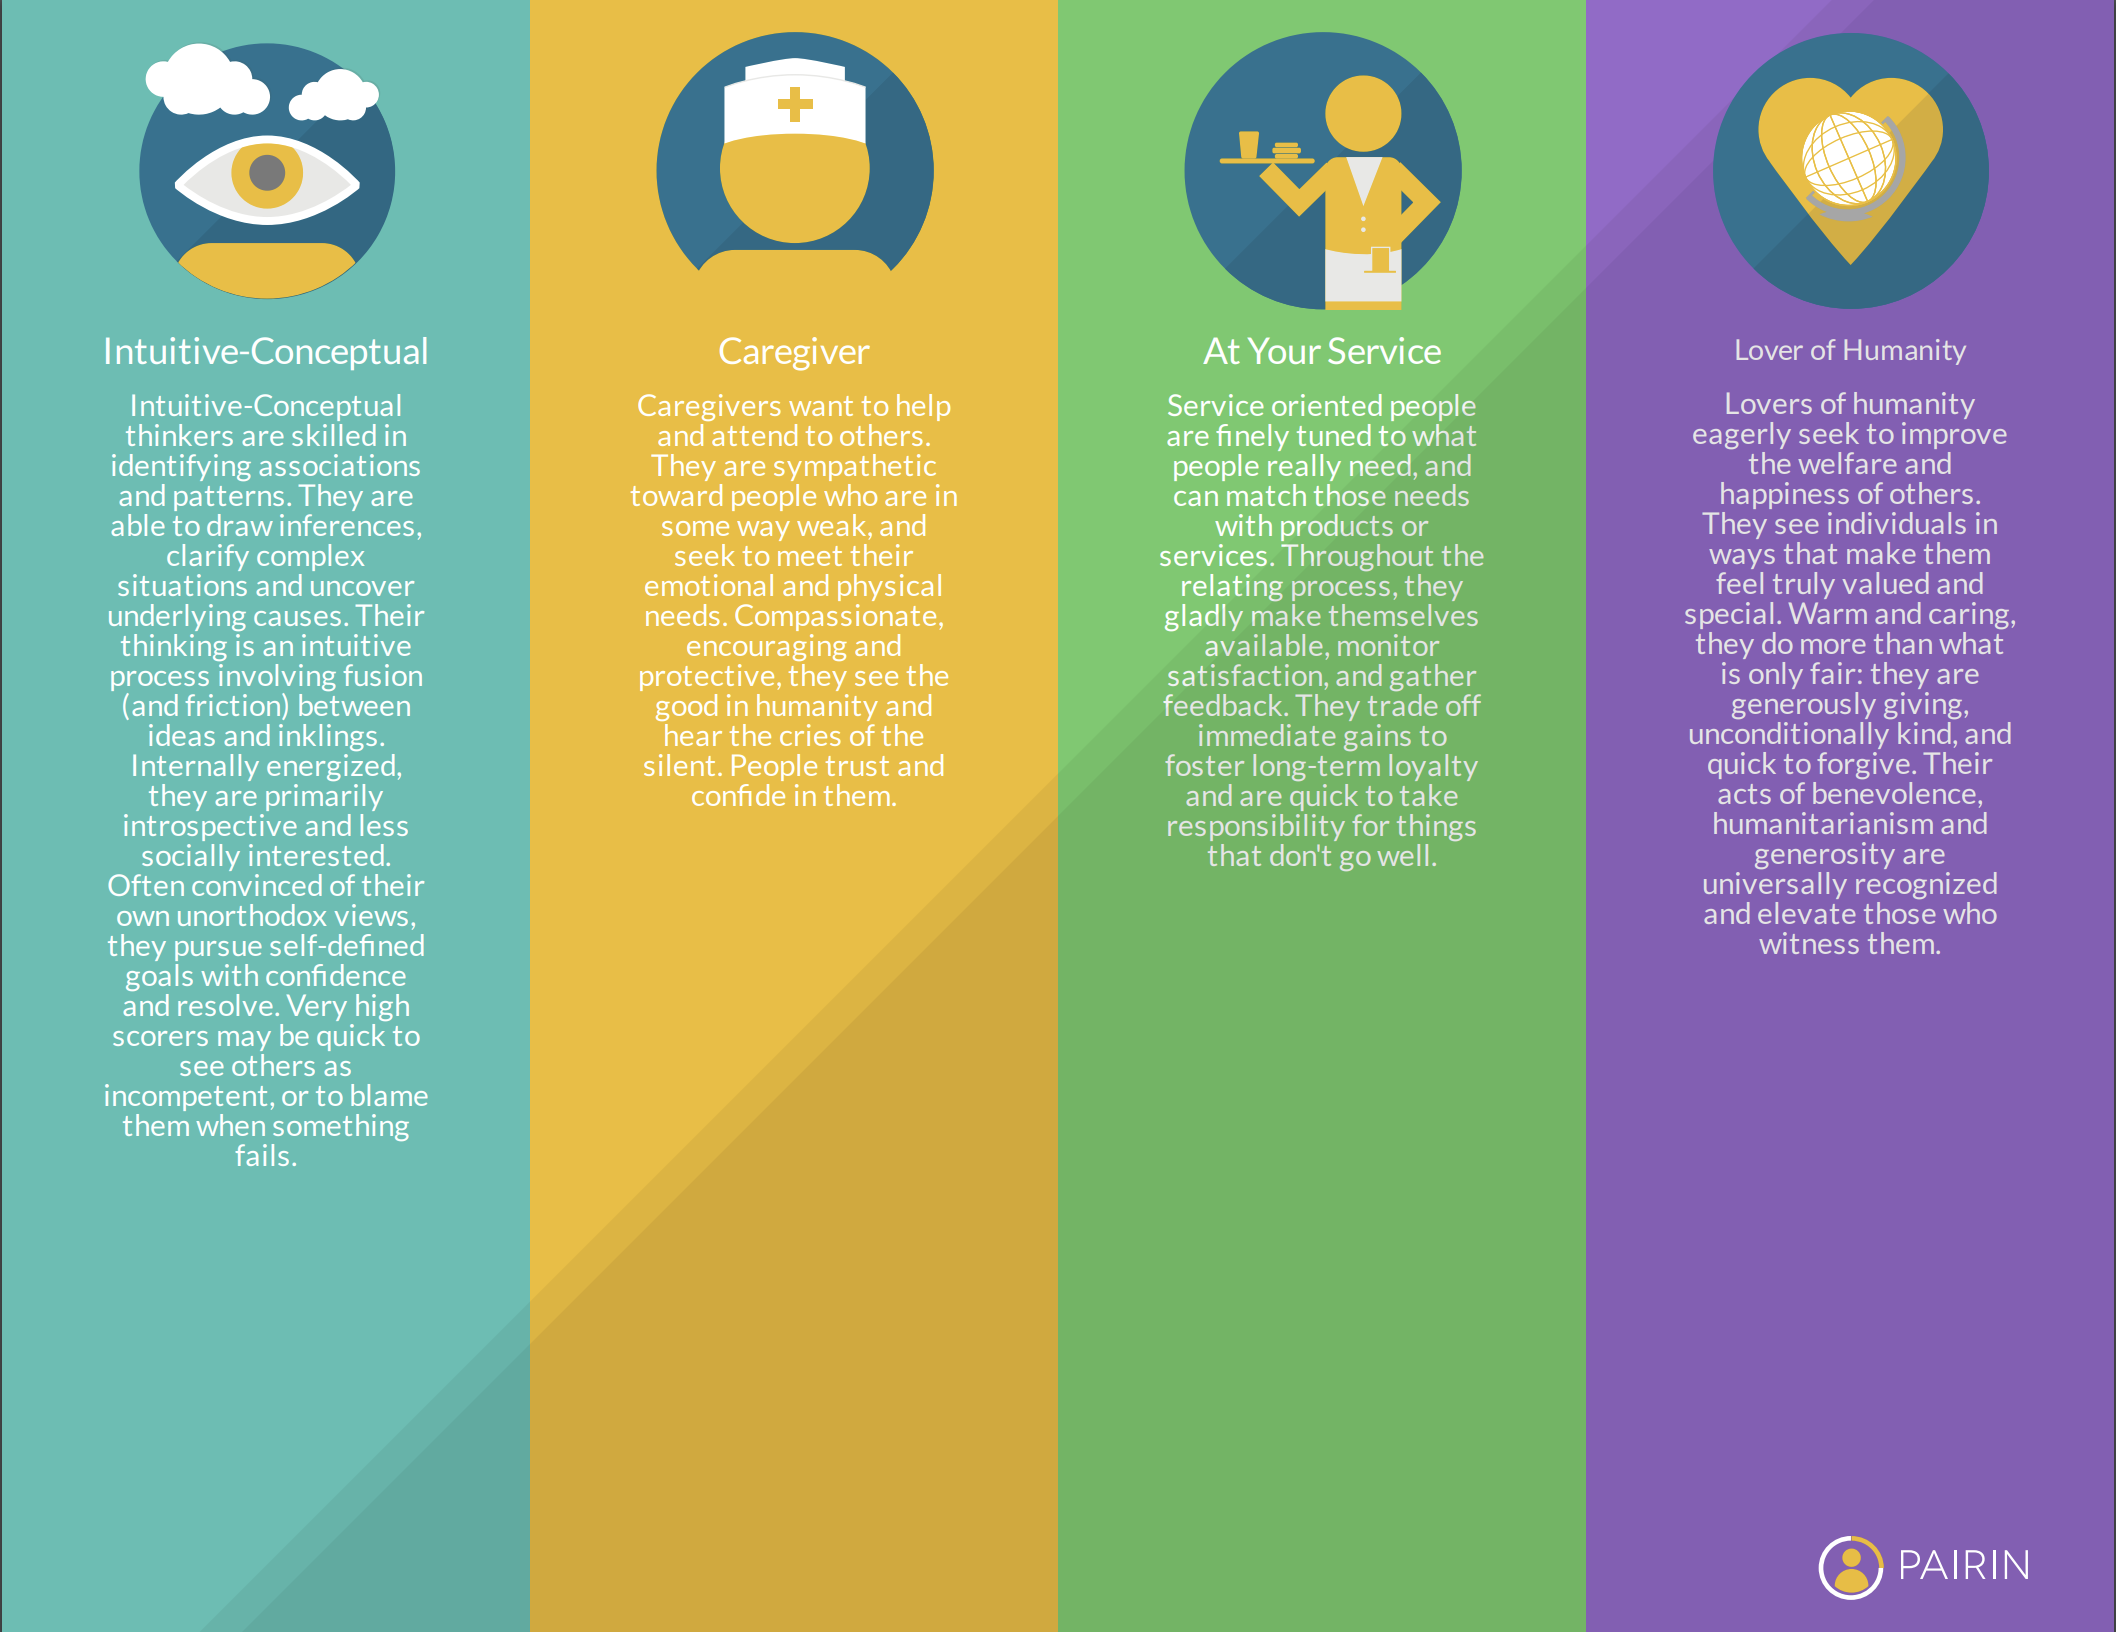 Intuitive-Conceptual
Intuitive-Conceptual
thinkers are skilled in
identifying associations
and patterns. They are
able to draw inferences,
clarify complex
situations and uncover
underlying causes. Their
thinking is an intuitive
process involving fusion
(and friction) between
ideas and inklings.
Internally energized,
they are primarily
introspective and less
socially interested.
Often convinced of their
own unorthodox views,
they pursue self-defined
goals with confidence
and resolve. Very high
scorers may be quick to
see others as
incompetent, or to blame
them when something
fails.
Caregiver
Caregivers want to help
and attend to others.
They are sympathetic
toward people who are in
some way weak, and
seek to meet their
emotional and physical
needs. Compassionate,
encouraging and
protective, they see the
good in humanity and
hear the cries of the
silent. People trust and
confide in them.
At Your Service
Service oriented people
are finely tuned to what
people really need, and
can match those needs
with products or
services. Throughout the
relating process, they
gladly make themselves
available, monitor
satisfaction, and gather
feedback. They trade off
immediate gains to
foster long-term loyalty
and are quick to take
responsibility for things
that don't go well.
Lover of Humanity
Lovers of humanity
eagerly seek to improve
the welfare and
happiness of others.
They see individuals in
ways that make them
feel truly valued and
special. Warm and caring,
they do more than what
is only fair: they are
generously giving,
unconditionally kind, and
quick to forgive. Their
acts of benevolence,
humanitarianism and
generosity are
universally recognized
and elevate those who
witness them.
PAIRIN